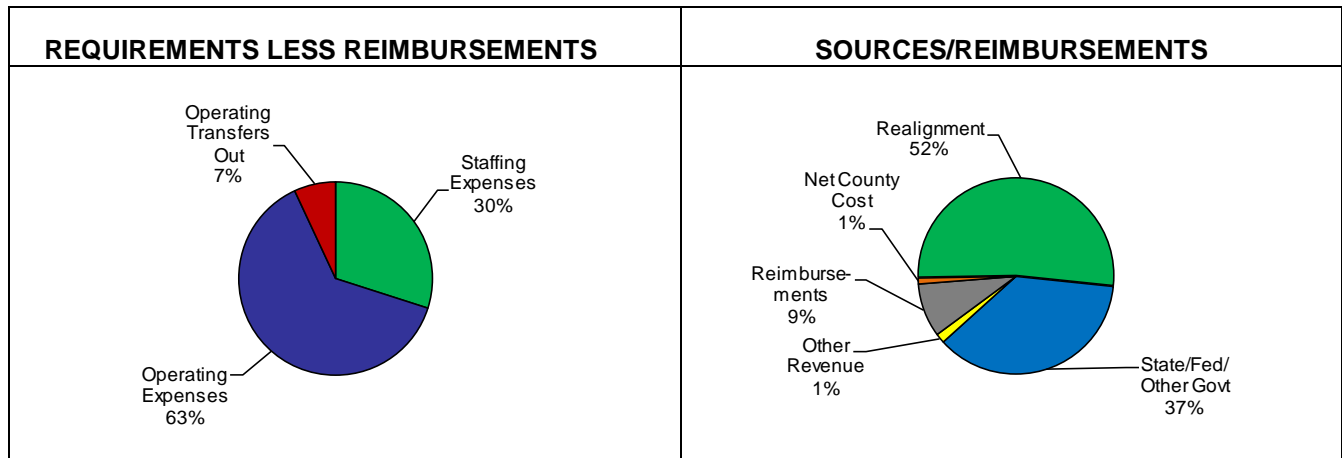 REQUIREMENTS LESS REIMBURSEMENTS
Operating
Transfers
Out
7%
Staffing
Expenses
30%
Operating
Expenses
63%
SOURCES/REIMBURSEMENTS
Realignment
52%
Net County
Cost
1%
Reimburse-
ments
9%
Other
Revenue
1%
State/Fed/
Other Govt
37%